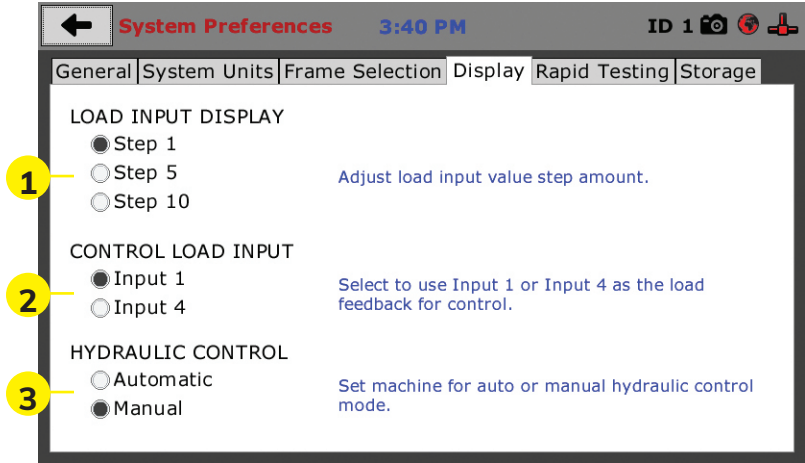 System Preferences 3:40 PM ID 1
General System Units Frame Selection Display Rapid Testing Storage
LOAD INPUT DISPLAY
Step 1
1 Step 5 Adjust load input value step amount.
Step 10
CONTROL LOAD INPUT
Input 1 Select to use Input 1 or Input 4 as the load
2 Input 4 feedback for control.
HYDRAULIC CONTROL
Automatic Set machine for auto or manual hydraulic control
3 Manual mode.